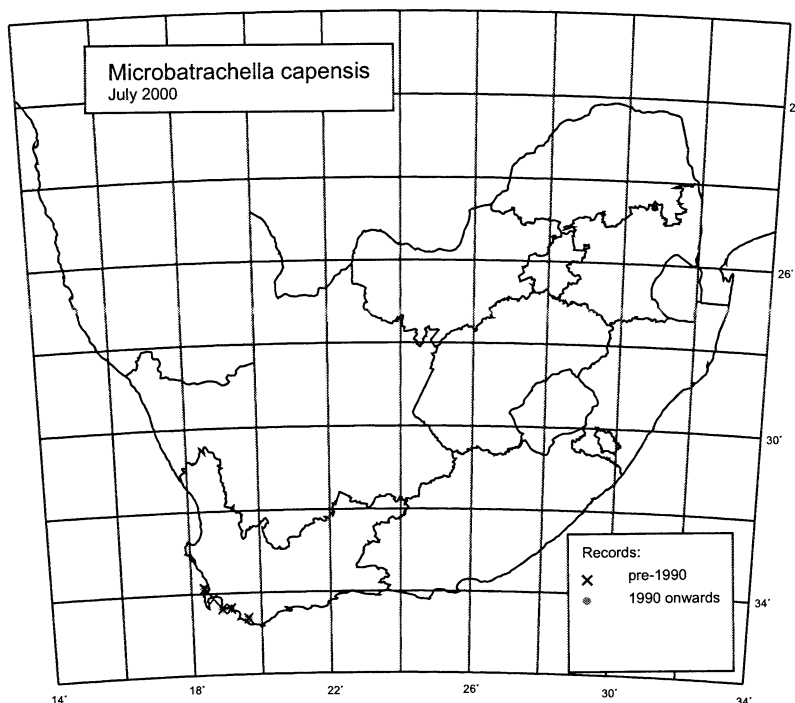 Microbatrachella capensis
July 2000
2
26'
30'
Records:
pre-1990
1990 onwards
34'
14'
18'
22'
26'
30'
34'